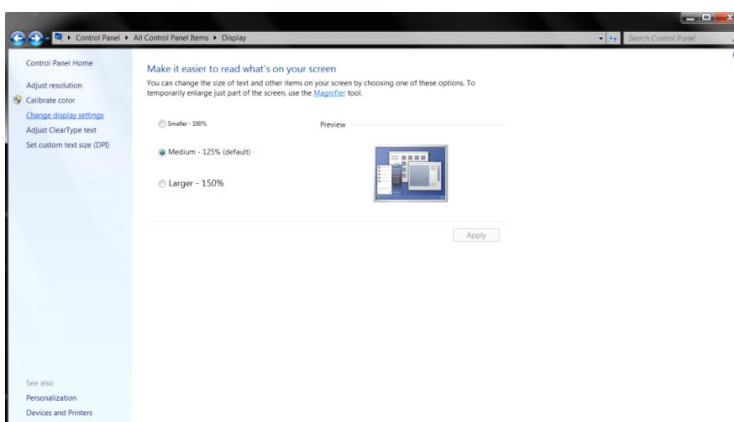 Control Panel ▸ All Control Panel Items ▸ Display
Search Control Panel
Control Panel Home
Adjust resolution
Calibrate color
Change display settings
Adjust ClearType text
Set custom text size (DPI)
Make it easier to read what's on your screen
You can change the size of text and other items on your screen by choosing one of these options. To
temporarily enlarge just part of the screen, use the Magnifier tool.
Smaller - 100%
Preview
Medium - 125% (default)
Larger - 150%
Apply
See also
Personalization
Devices and Printers